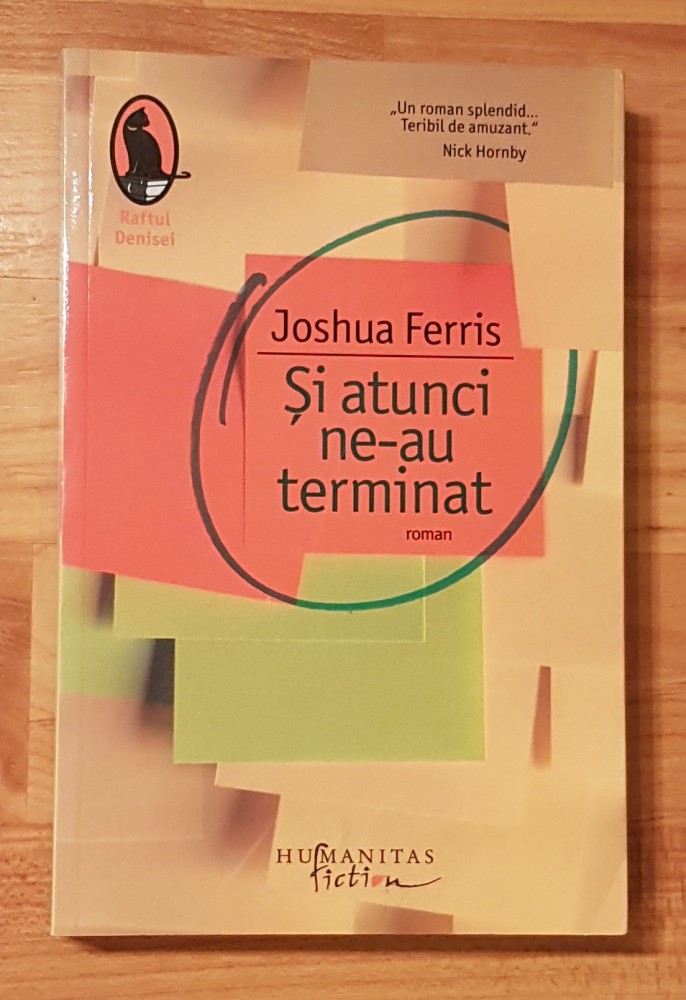 „Un roman splendid...
Teribil de amuzant.“
Nick Hornby
Raftul
Denisei
Joshua Ferris
Și atunci
ne-au
terminat
roman
HUMANITAS
fiction